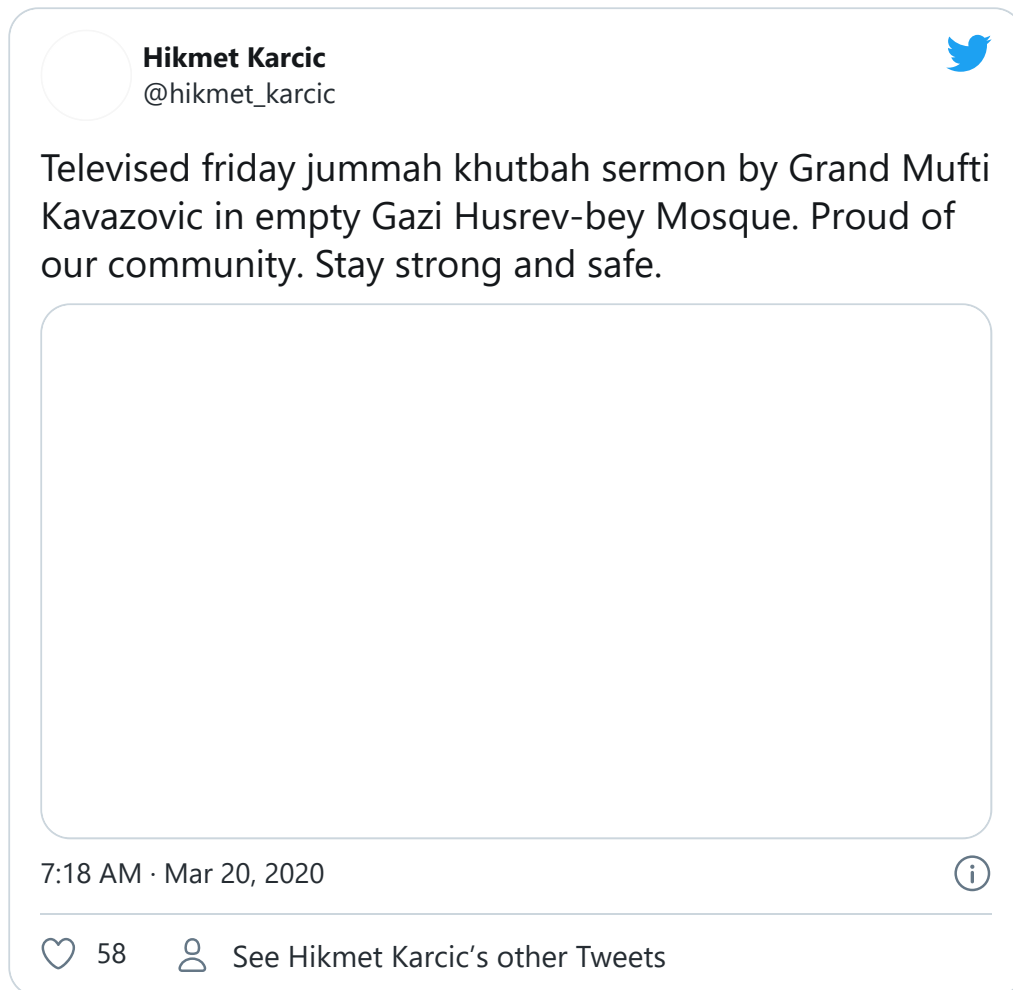 Hikmet Karcic
@hikmet_karcic
Televised friday jummah khutbah sermon by Grand Mufti
Kavazovic in empty Gazi Husrev-bey Mosque. Proud of
our community. Stay strong and safe.
7:18 AM · Mar 20, 2020
58 See Hikmet Karcic’s other Tweets